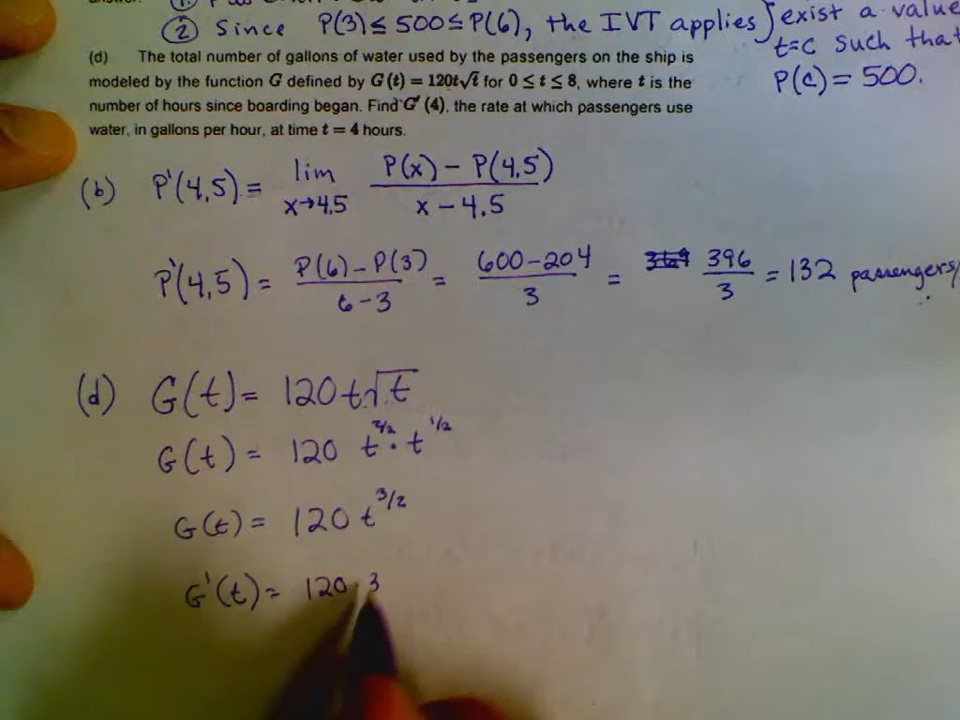 ② Since P(3) ≤ 500 ≤ P(6), the IVT applies
exist a value
t=c such that
P(c) = 500.
(d) The total number of gallons of water used by the passengers on the ship is
modeled by the function G defined by G(t) = 120t√t for 0 ≤ t ≤ 8, where t is the
number of hours since boarding began. Find G′ (4), the rate at which passengers use
water, in gallons per hour, at time t = 4 hours.
(b) P'(4.5) = lim x→4.5 P(x) − P(4.5) / x − 4.5
P'(4.5) = P(6) − P(3) / 6 − 3 = 600 − 204 / 3 = 396 / 3 = 132 passengers/
(d) G(t) = 120 t√t
G(t) = 120 t^2/2 · t^1/2
G(t) = 120 t^3/2
G'(t) = 120 · 3